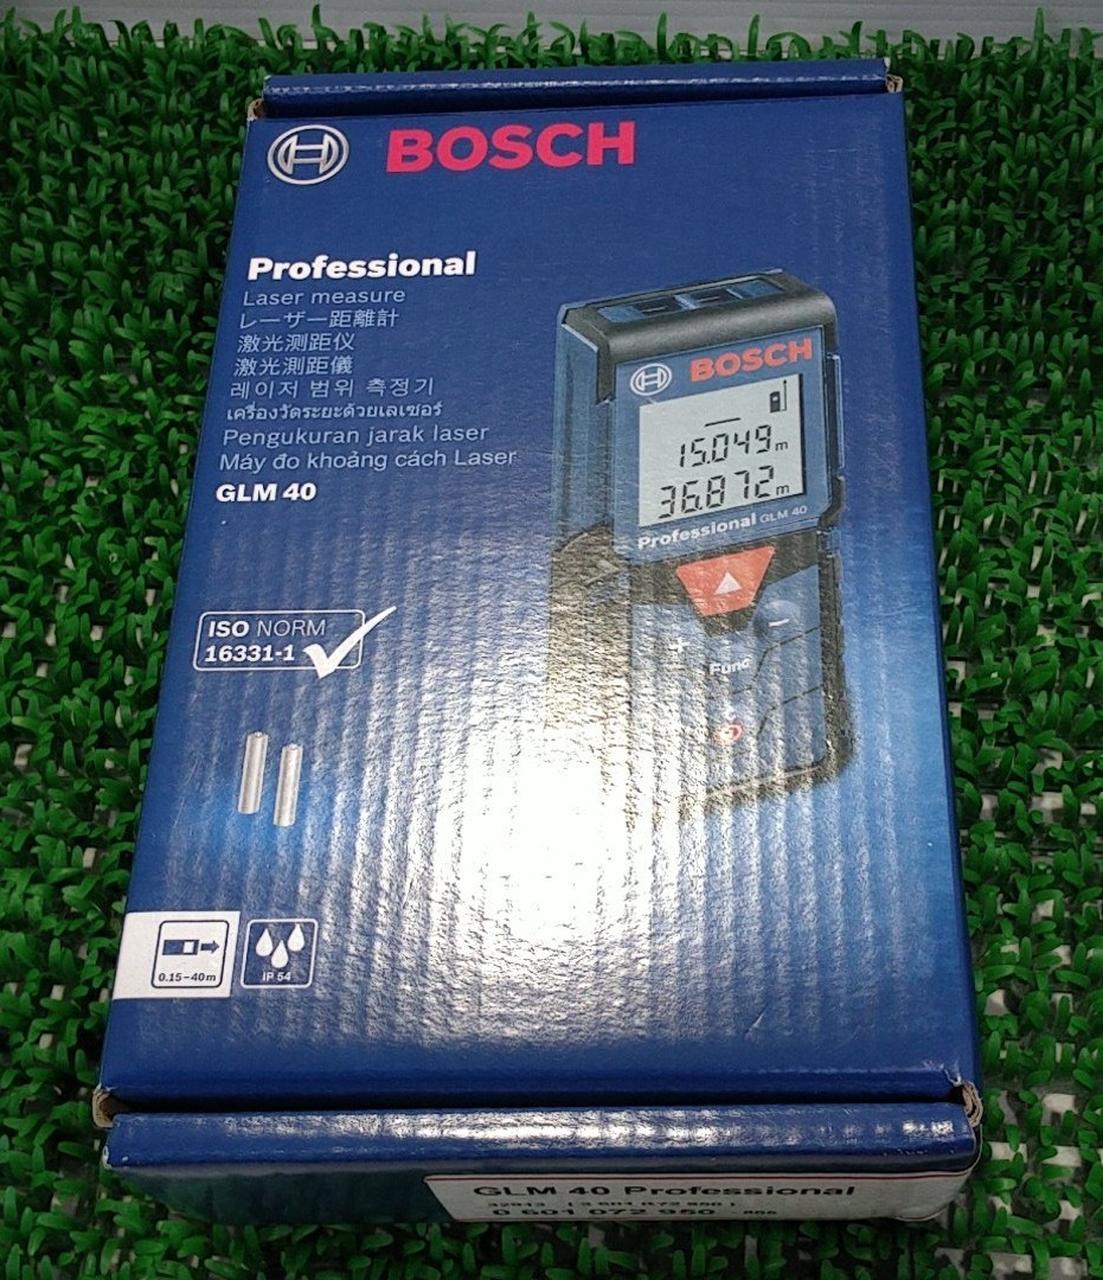 BOSCH
Professional
Laser measure
レーザー距離計
激光测距仪
激光測距儀
레이저 범위 측정기
เครื่องวัดระยะด้วยเลเซอร์
Pengukuran jarak laser
Máy đo khoảng cách Laser
GLM 40
BOSCH
15.049m
36.872m
Professional GLM 40
+
−
Func
ISO NORM
16331-1
0.15–40m
IP 54
GLM 40 Professional
0 601 072 950